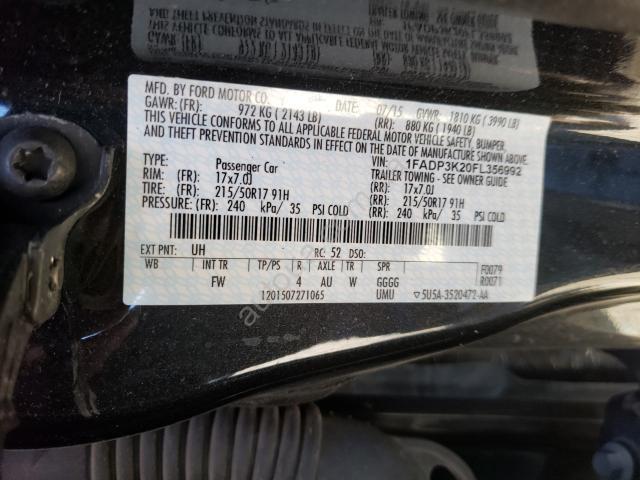 MFD. BY FORD MOTOR CO.
DATE: 07/15 GVWR: 1810 KG (3990 LB)
GAWR: (FR): 972 KG (2143 LB) (RR): 880 KG (1940 LB)
THIS VEHICLE CONFORMS TO ALL APPLICABLE FEDERAL MOTOR VEHICLE SAFETY, BUMPER,
AND THEFT PREVENTION STANDARDS IN EFFECT ON THE DATE OF MANUFACTURE SHOWN ABOVE.
VIN: 1FADP3K20FL356992
TYPE: Passenger Car TRAILER TOWING - SEE OWNER GUIDE
RIM: (FR): 17x7.0J (RR): 17x7.0J
TIRE: (FR): 215/50R17 91H (RR): 215/50R17 91H
PRESSURE: (FR): 240 kPa/ 35 PSI COLD (RR): 240 kPa/ 35 PSI COLD
EXT PNT: UH RC: 52 DSO:
WB INT TR TP/PS R AXLE TR SPR F0079
FW 4 AU W GGGG R0071
1201507271065 UMU 5U5A-3520472-AA